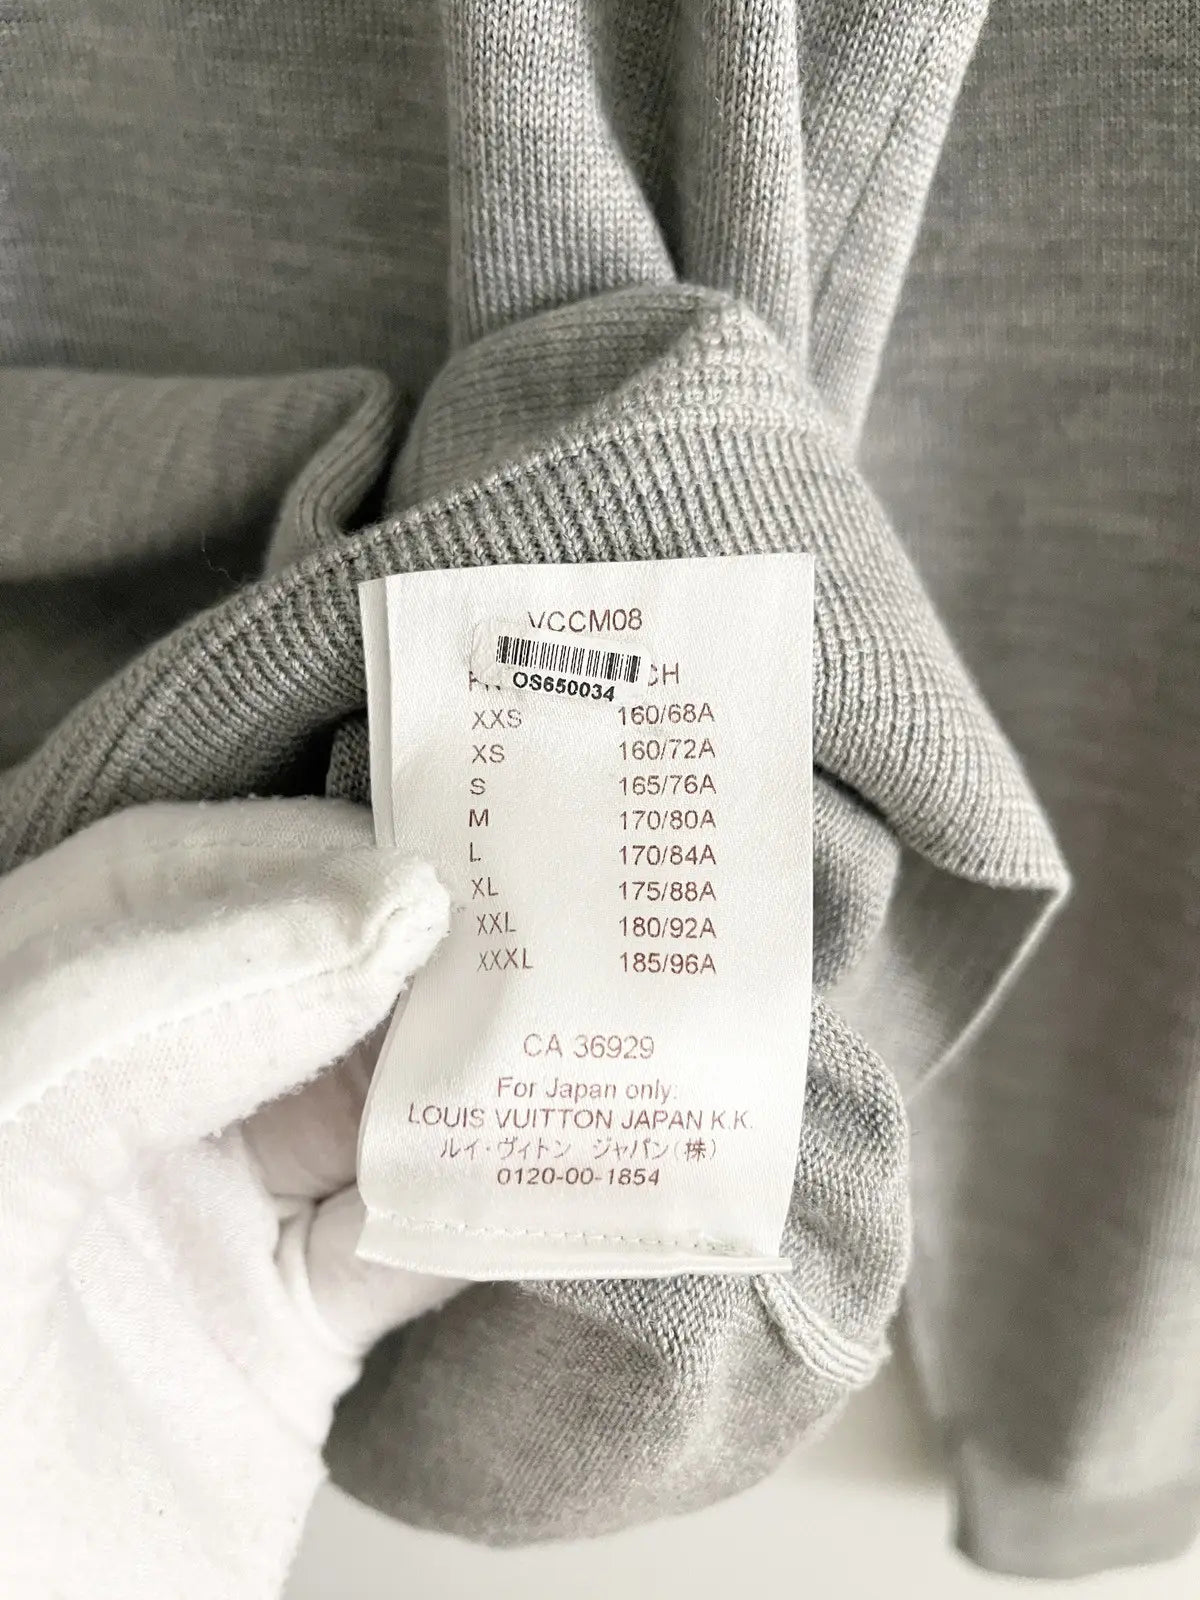 VCCM08
OS650034
CH
XXS 160/68A
XS 160/72A
S 165/76A
M 170/80A
L 170/84A
XL 175/88A
XXL 180/92A
XXXL 185/96A
CA 36929
For Japan only:
LOUIS VUITTON JAPAN K.K.
ルイ・ヴィトン ジャパン(株)
0120-00-1854